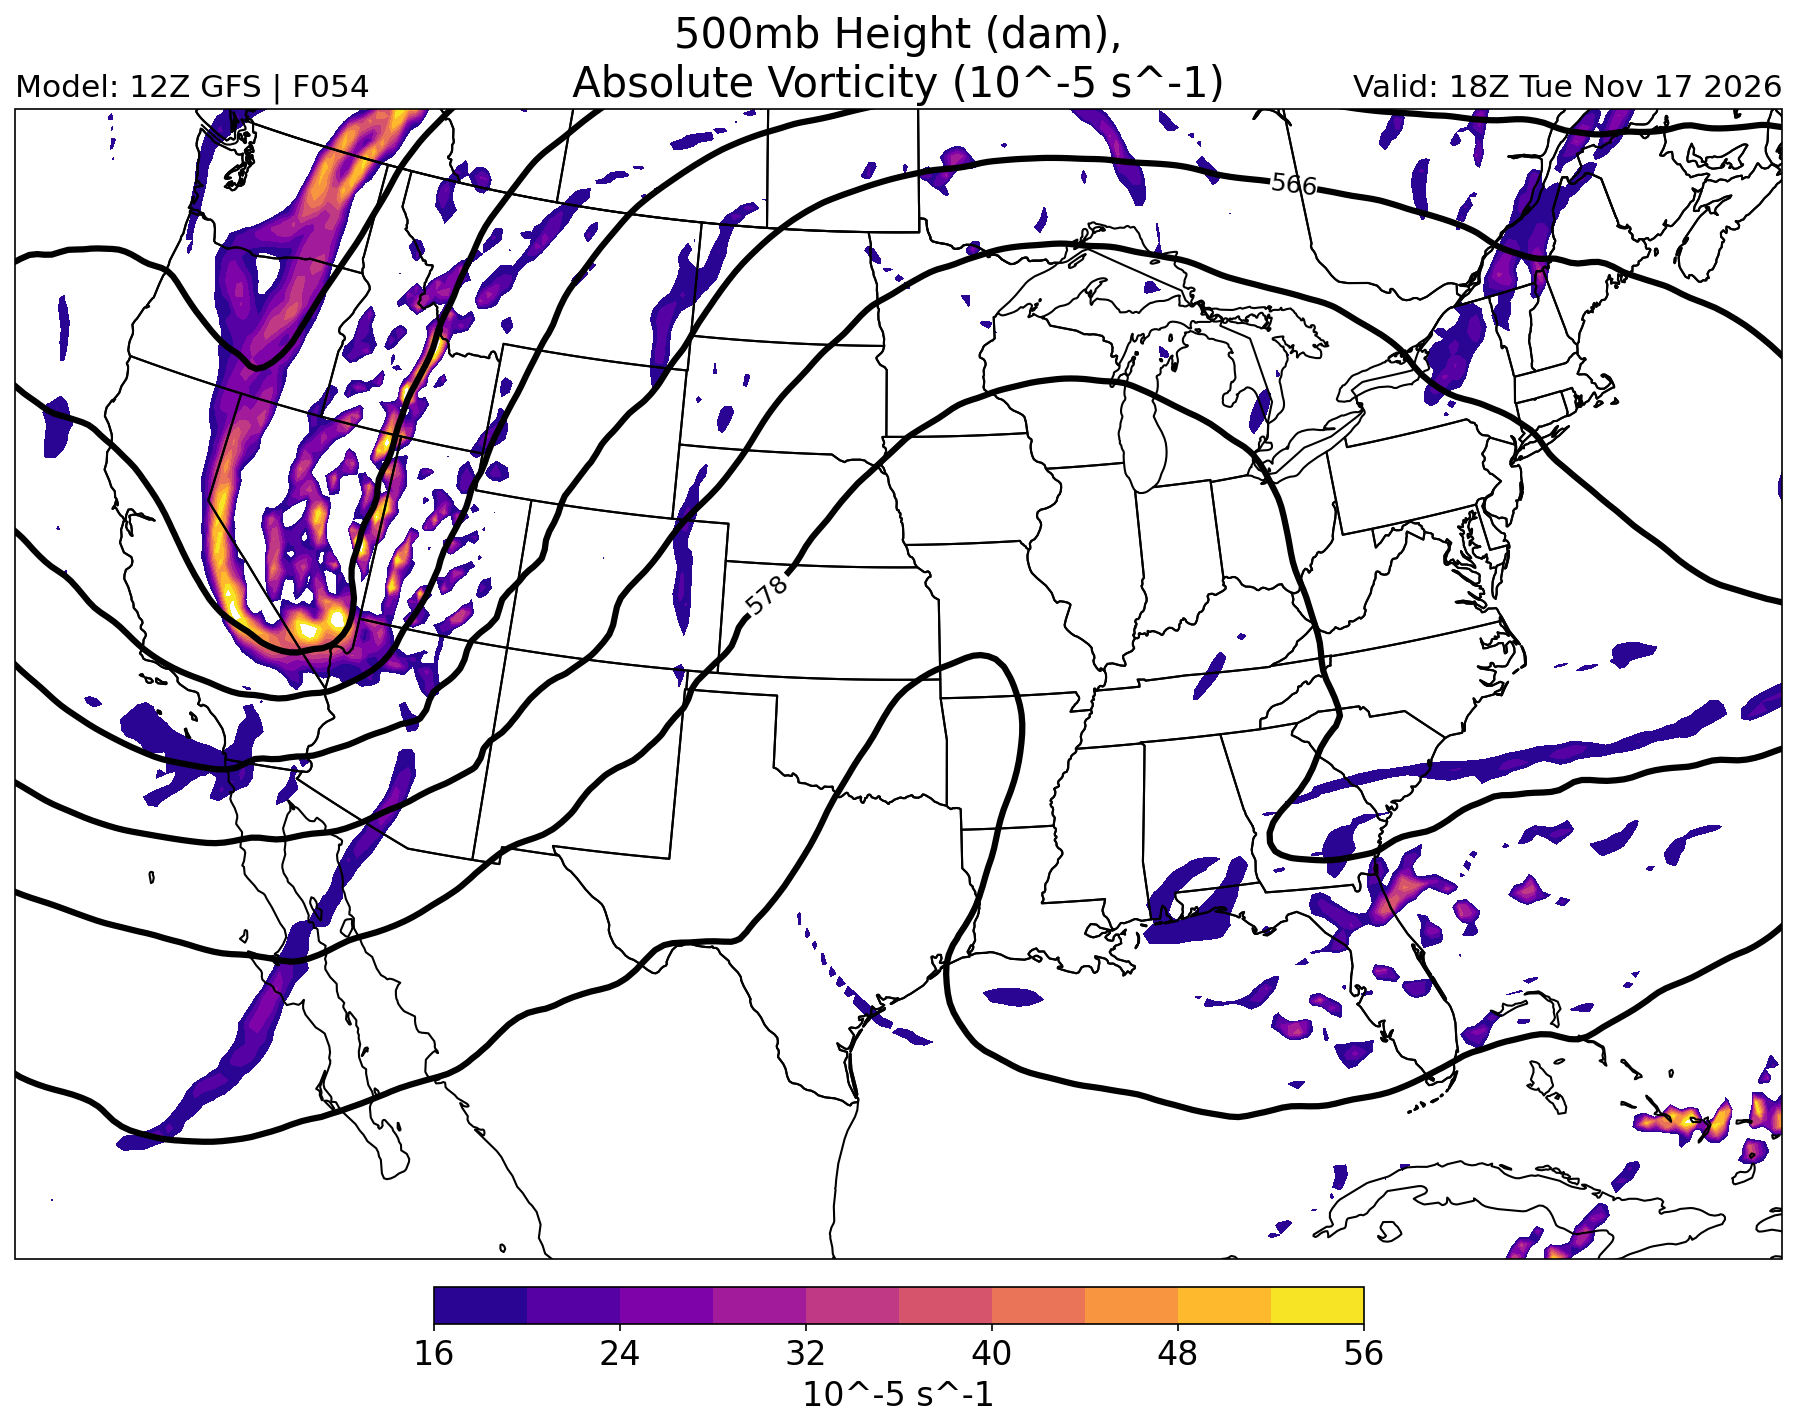 500mb Height (dam),
Model: 12Z GFS | F054
Absolute Vorticity (10^-5 s^-1)
Valid: 18Z Tue Nov 17 2026
566
578
16 24 32 40 48 56
10^-5 s^-1